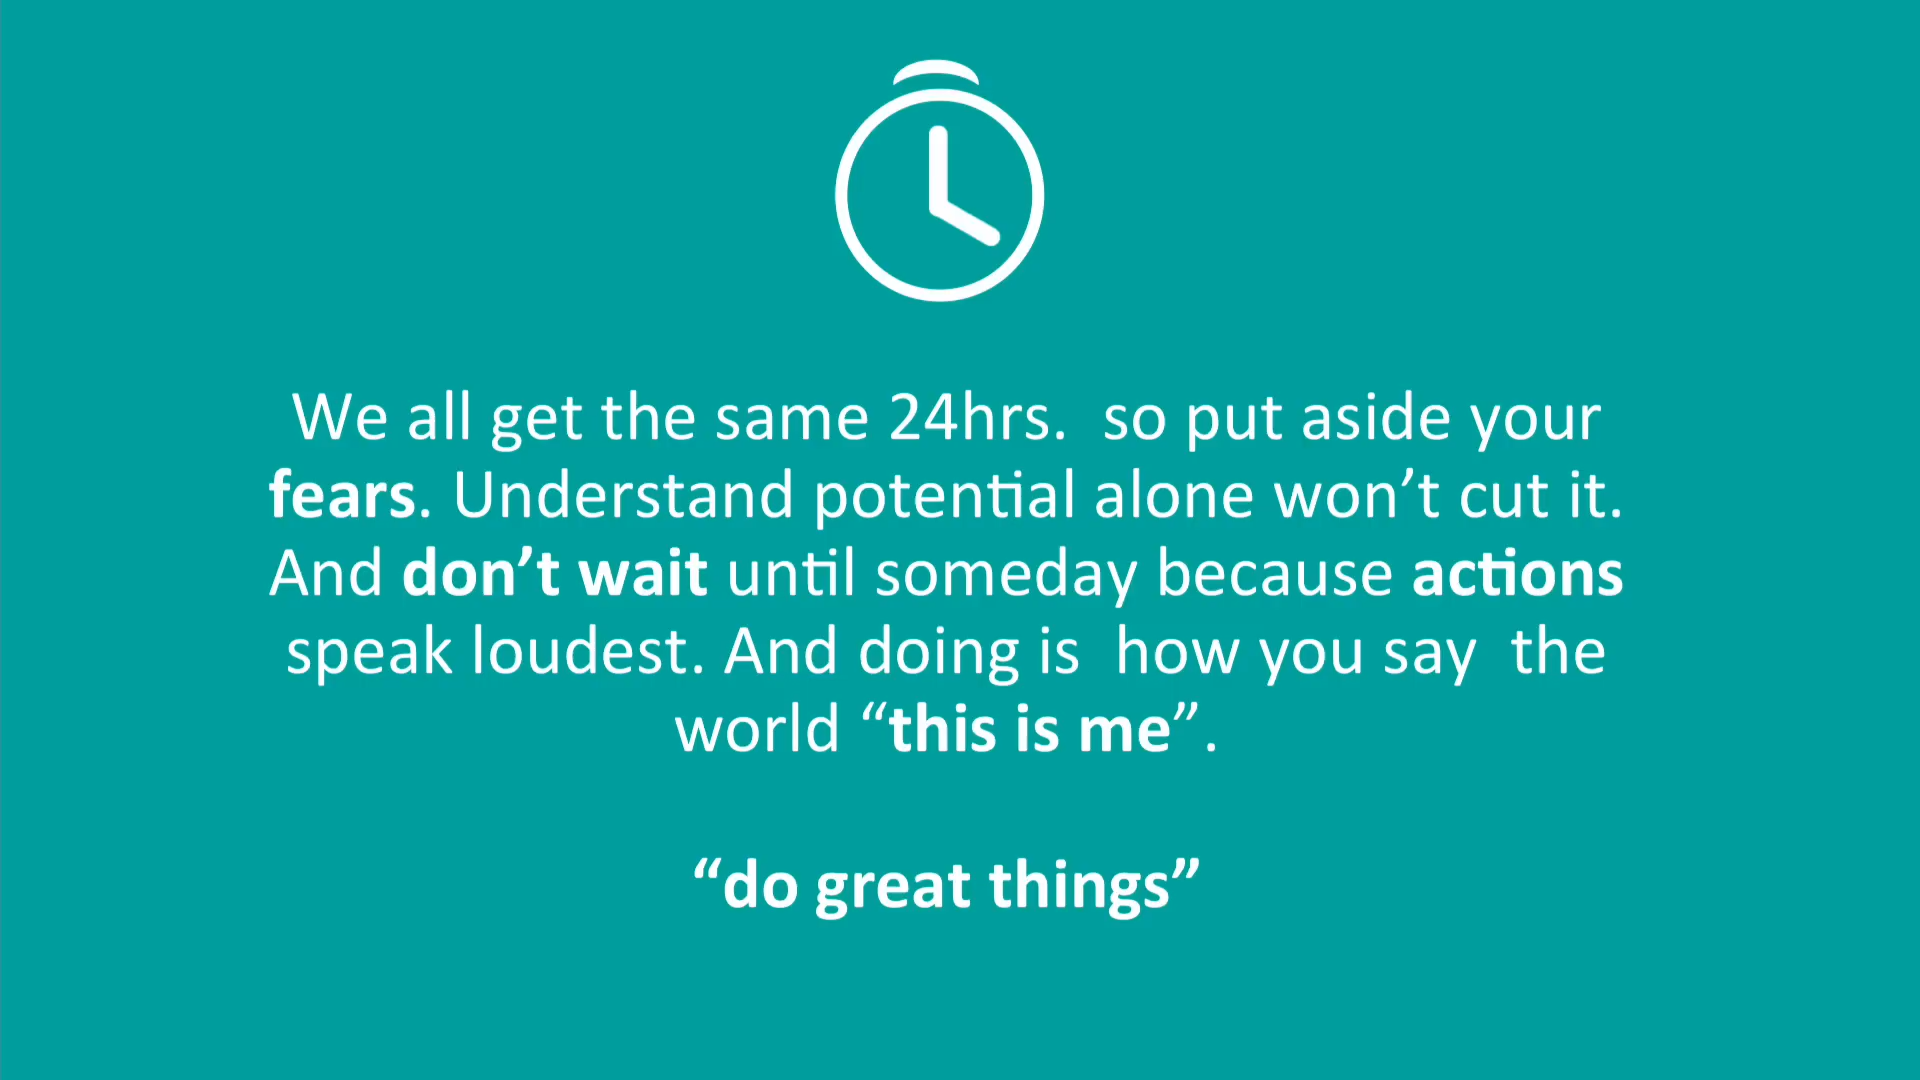 We all get the same 24hrs.  so put aside your
fears. Understand potential alone won’t cut it.
And don’t wait until someday because actions
speak loudest. And doing is  how you say  the
world “this is me”.
“do great things”